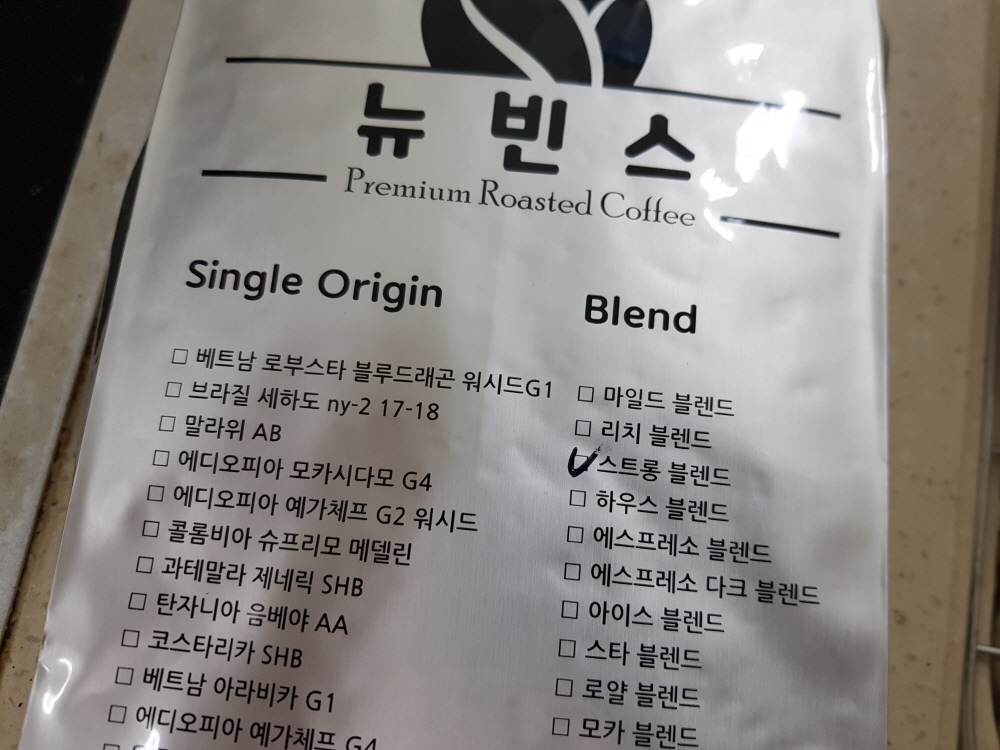 뉴 빈 스
Premium Roasted Coffee
Single Origin
□ 베트남 로부스타 블루드래곤 워시드G1
□ 브라질 세하도 ny-2 17-18
□ 말라위 AB
□ 에디오피아 모카시다모 G4
□ 에디오피아 예가체프 G2 워시드
□ 콜롬비아 슈프리모 메델린
□ 과테말라 제네릭 SHB
□ 탄자니아 음베야 AA
□ 코스타리카 SHB
□ 베트남 아라비카 G1
□ 에디오피아 예가체프 G4
Blend
□ 마일드 블렌드
□ 리치 블렌드
☑ 스트롱 블렌드
□ 하우스 블렌드
□ 에스프레소 블렌드
□ 에스프레소 다크 블렌드
□ 아이스 블렌드
□ 스타 블렌드
□ 로얄 블렌드
□ 모카 블렌드